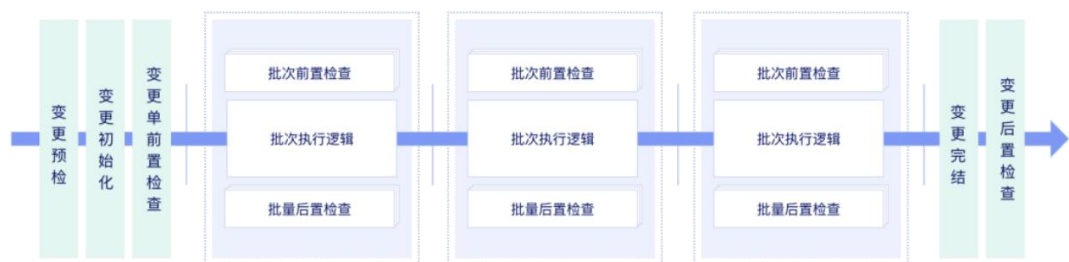 变更预检
变更初始化
变更单前置检查
批次前置检查
批次执行逻辑
批量后置检查
批次前置检查
批次执行逻辑
批量后置检查
批次前置检查
批次执行逻辑
批量后置检查
变更完结
变更后置检查